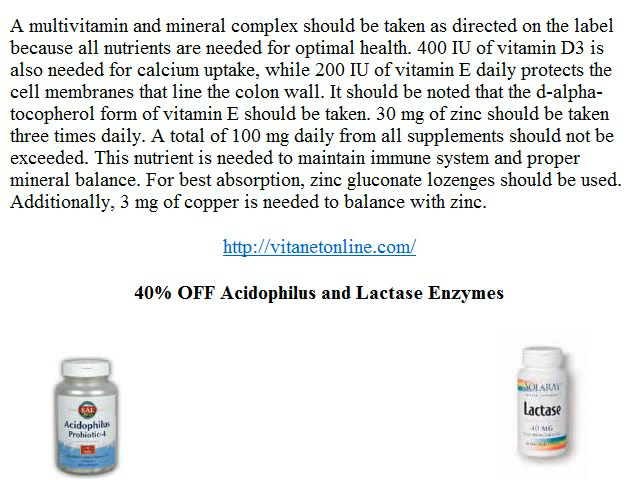 A multivitamin and mineral complex should be taken as directed on the label
because all nutrients are needed for optimal health. 400 IU of vitamin D3 is
also needed for calcium uptake, while 200 IU of vitamin E daily protects the
cell membranes that line the colon wall. It should be noted that the d-alpha-
tocopherol form of vitamin E should be taken. 30 mg of zinc should be taken
three times daily. A total of 100 mg daily from all supplements should not be
exceeded. This nutrient is needed to maintain immune system and proper
mineral balance. For best absorption, zinc gluconate lozenges should be used.
Additionally, 3 mg of copper is needed to balance with zinc.
http://vitanetonline.com/
40% OFF Acidophilus and Lactase Enzymes
KAL
Acidophilus
Probiotic-4
SOLARAY
Lactase
40 MG